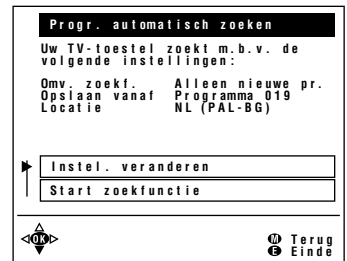 Progr. automatisch zoeken
Uw TV-toestel zoekt m.b.v. de
volgende instellingen:
Omv. zoekf. Alleen nieuwe pr.
Opslaan vanaf Programma 019
Locatie NL (PAL-BG)
Instel. veranderen
Start zoekfunctie
OK
M Terug
E Einde